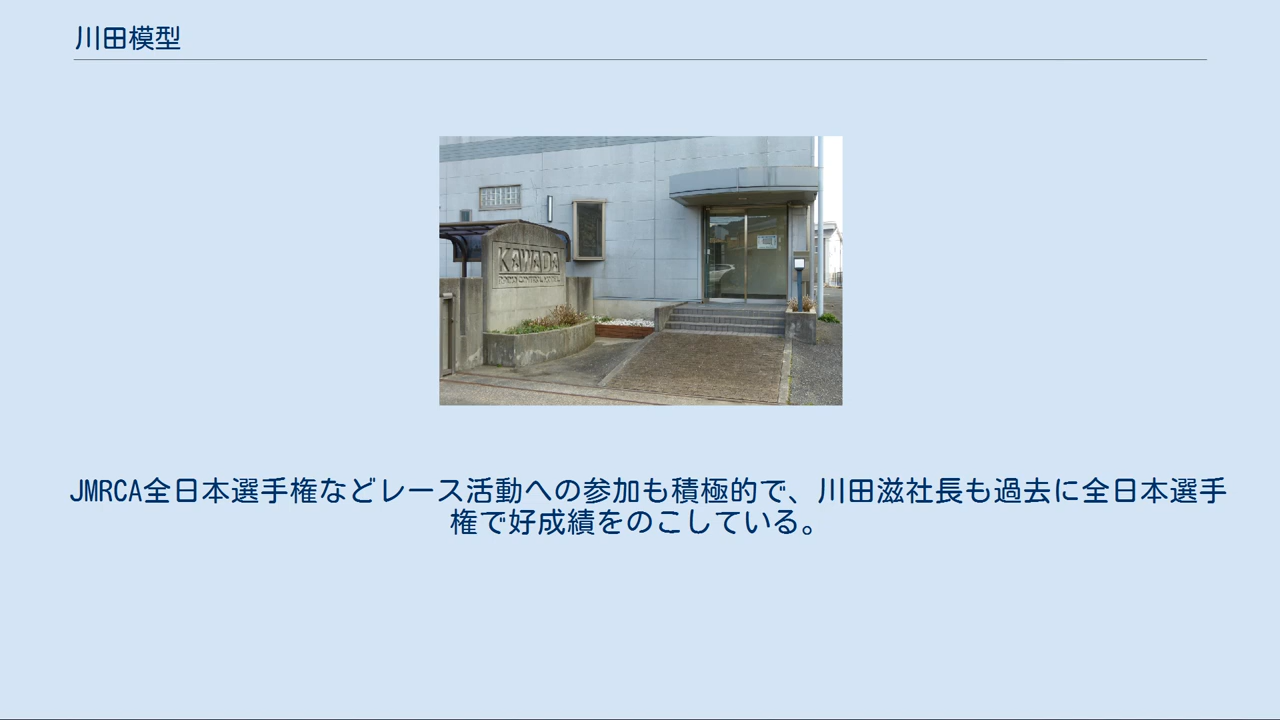 川田模型
KAWADA
JMRCA全日本選手権などレース活動への参加も積極的で、川田滋社長も過去に全日本選手
権で好成績をのこしている。